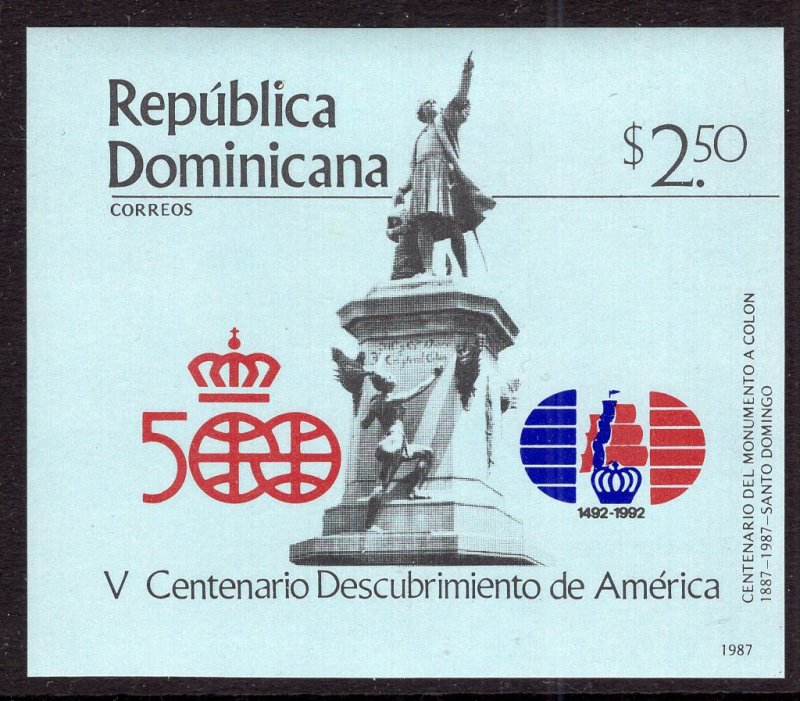 República
Dominicana
CORREOS
$2.50
500
1492-1992
V Centenario Descubrimiento de América
CENTENARIO DEL MONUMENTO A COLON
1887-1987-SANTO DOMINGO
1987